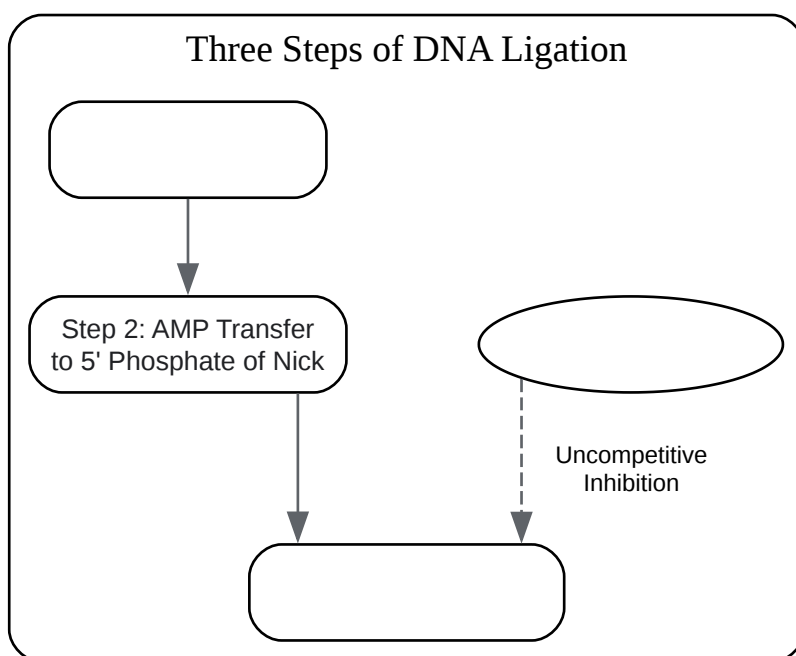 Three Steps of DNA Ligation
Step 2: AMP Transfer
to 5' Phosphate of Nick
Uncompetitive
Inhibition